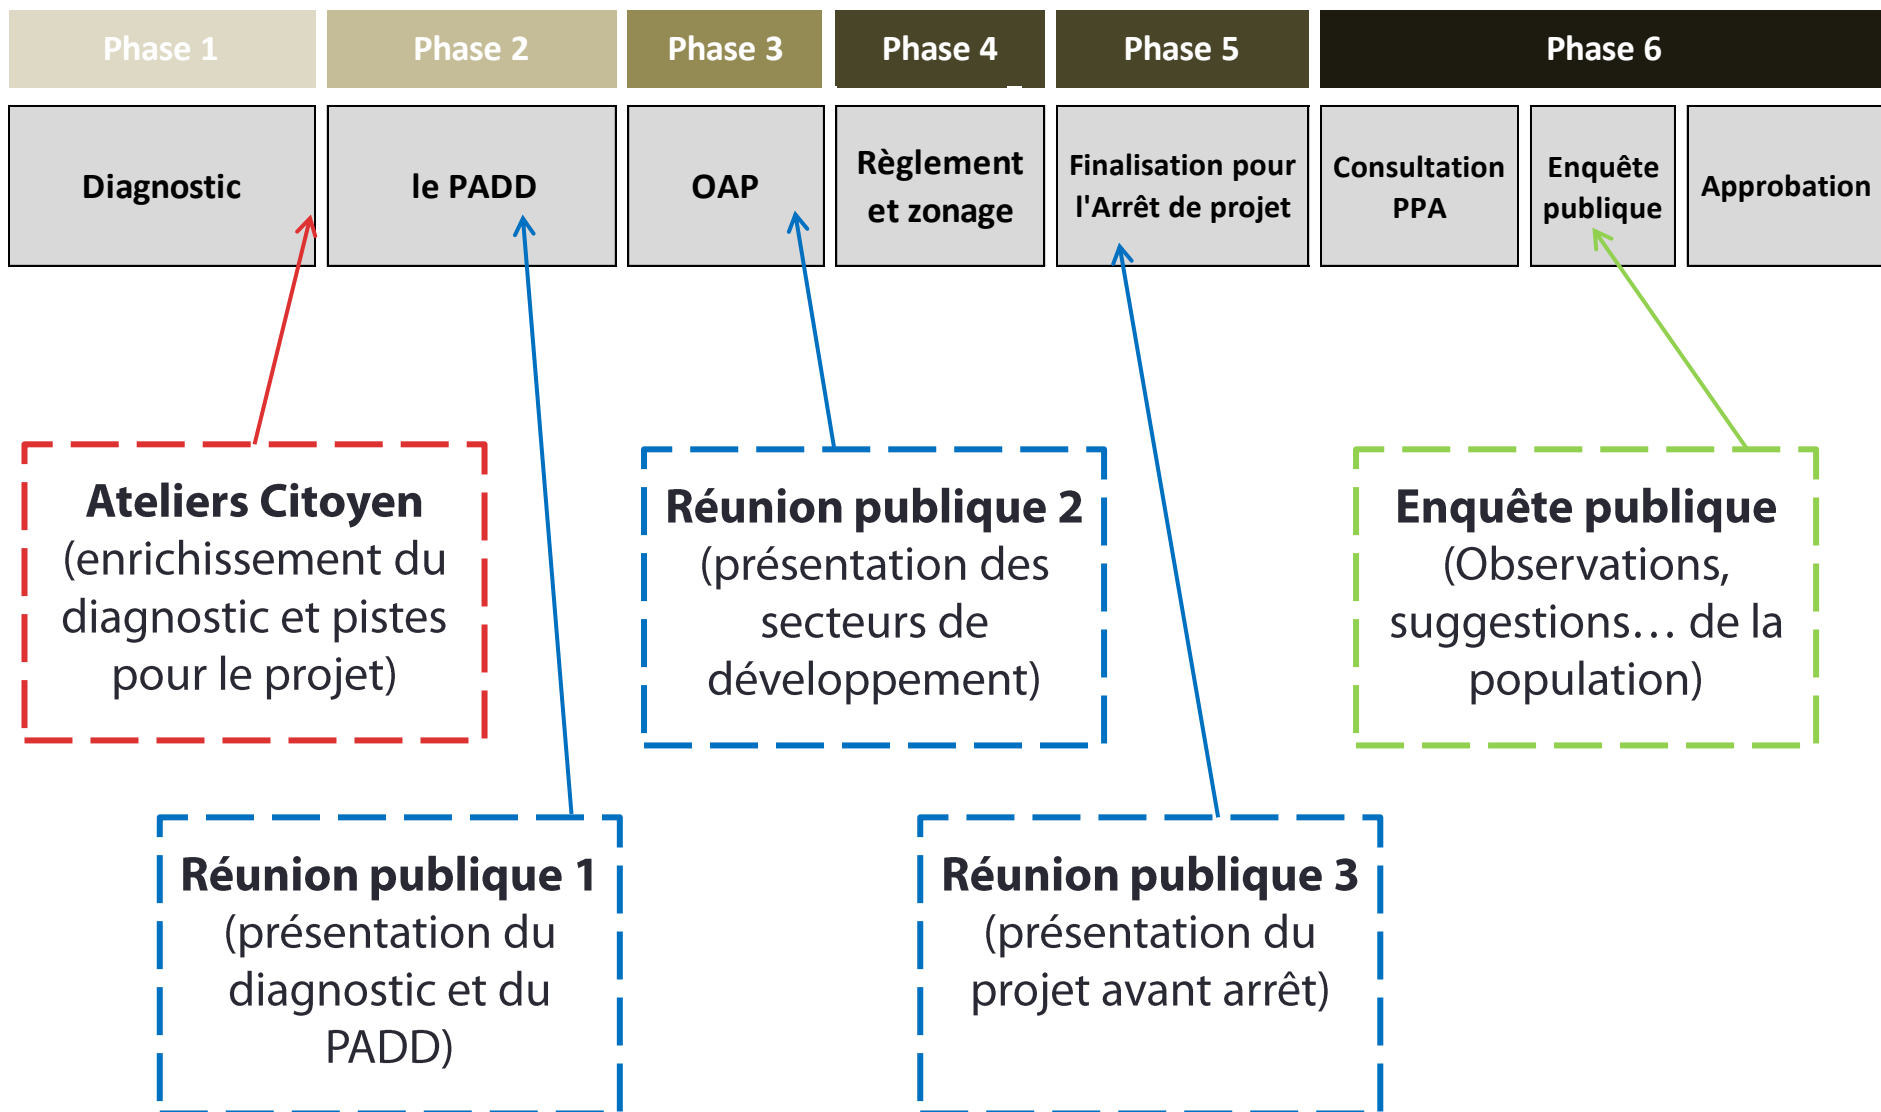 Phase 1
Phase 2
Phase 3
Phase 4
Phase 5
Phase 6
Diagnostic
le PADD
OAP
Règlement
et zonage
Finalisation pour
l'Arrêt de projet
Consultation
PPA
Enquête
publique
Approbation
Ateliers Citoyen
(enrichissement du
diagnostic et pistes
pour le projet)
Réunion publique 2
(présentation des
secteurs de
développement)
Enquête publique
(Observations,
suggestions… de la
population)
Réunion publique 1
(présentation du
diagnostic et du
PADD)
Réunion publique 3
(présentation du
projet avant arrêt)